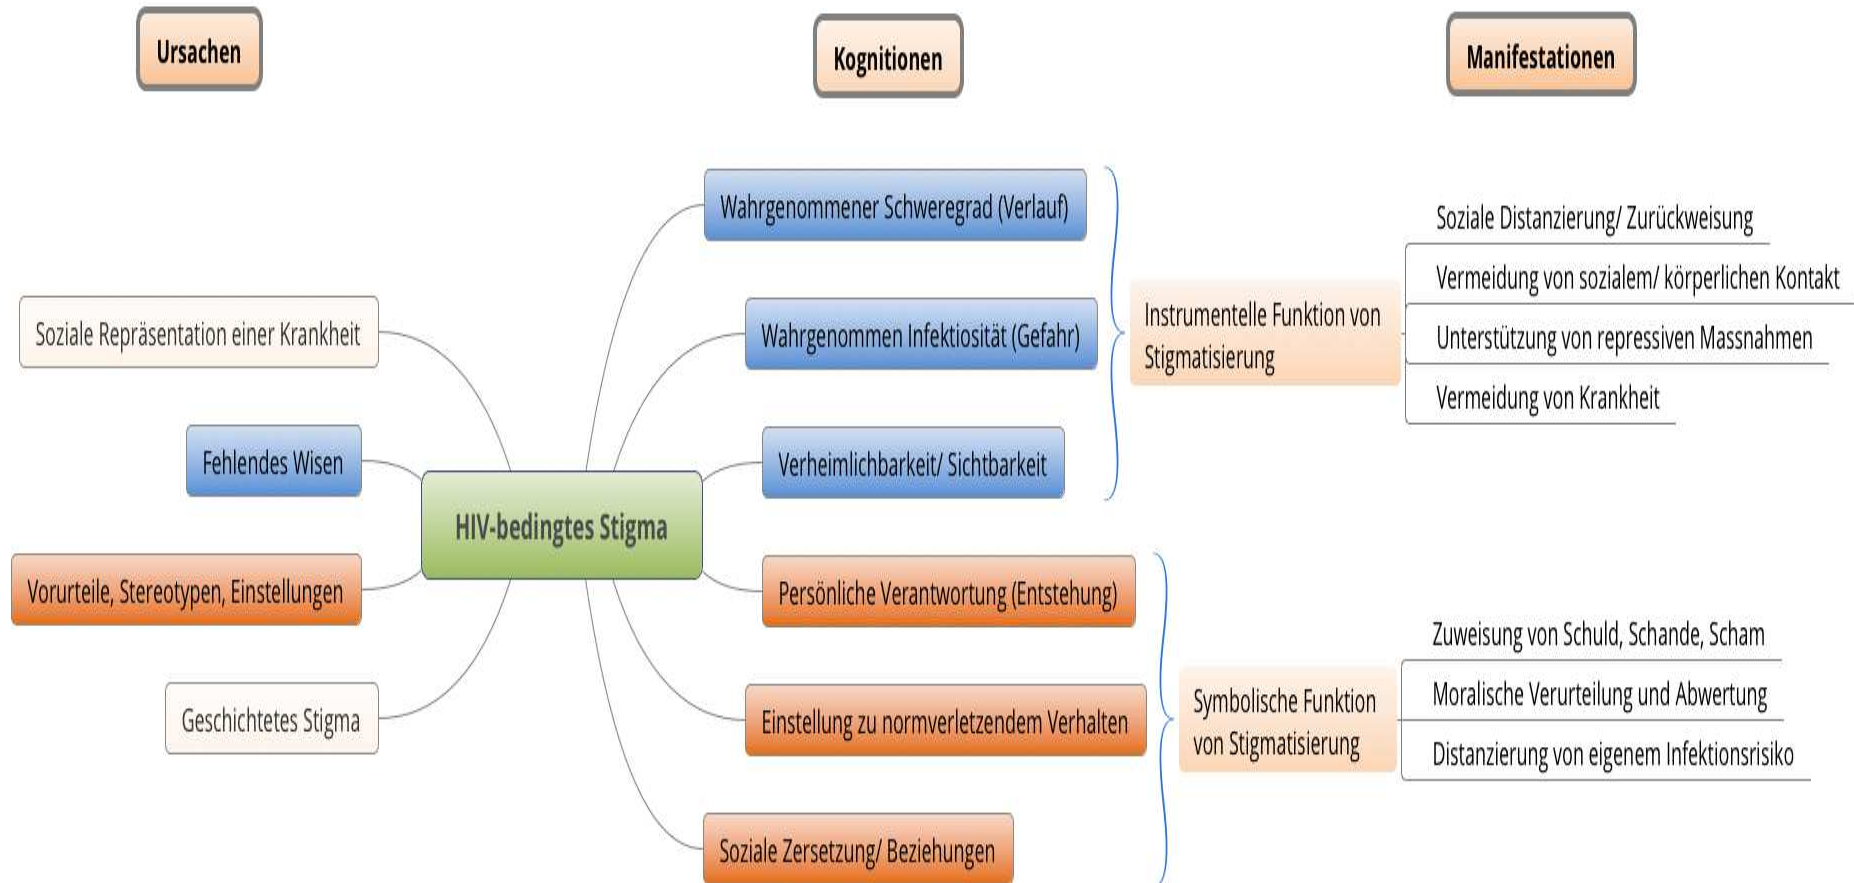 Ursachen
Kognitionen
Manifestationen
Soziale Repräsentation einer Krankheit
Fehlendes Wisen
Vorurteile, Stereotypen, Einstellungen
Geschichtetes Stigma
HIV-bedingtes Stigma
Wahrgenommener Schweregrad (Verlauf)
Wahrgenommen Infektiosität (Gefahr)
Verheimlichbarkeit/ Sichtbarkeit
Persönliche Verantwortung (Entstehung)
Einstellung zu normverletzendem Verhalten
Soziale Zersetzung/ Beziehungen
Instrumentelle Funktion von
Stigmatisierung
Soziale Distanzierung/ Zurückweisung
Vermeidung von sozialem/ körperlichen Kontakt
Unterstützung von repressiven Massnahmen
Vermeidung von Krankheit
Symbolische Funktion
von Stigmatisierung
Zuweisung von Schuld, Schande, Scham
Moralische Verurteilung und Abwertung
Distanzierung von eigenem Infektionsrisiko